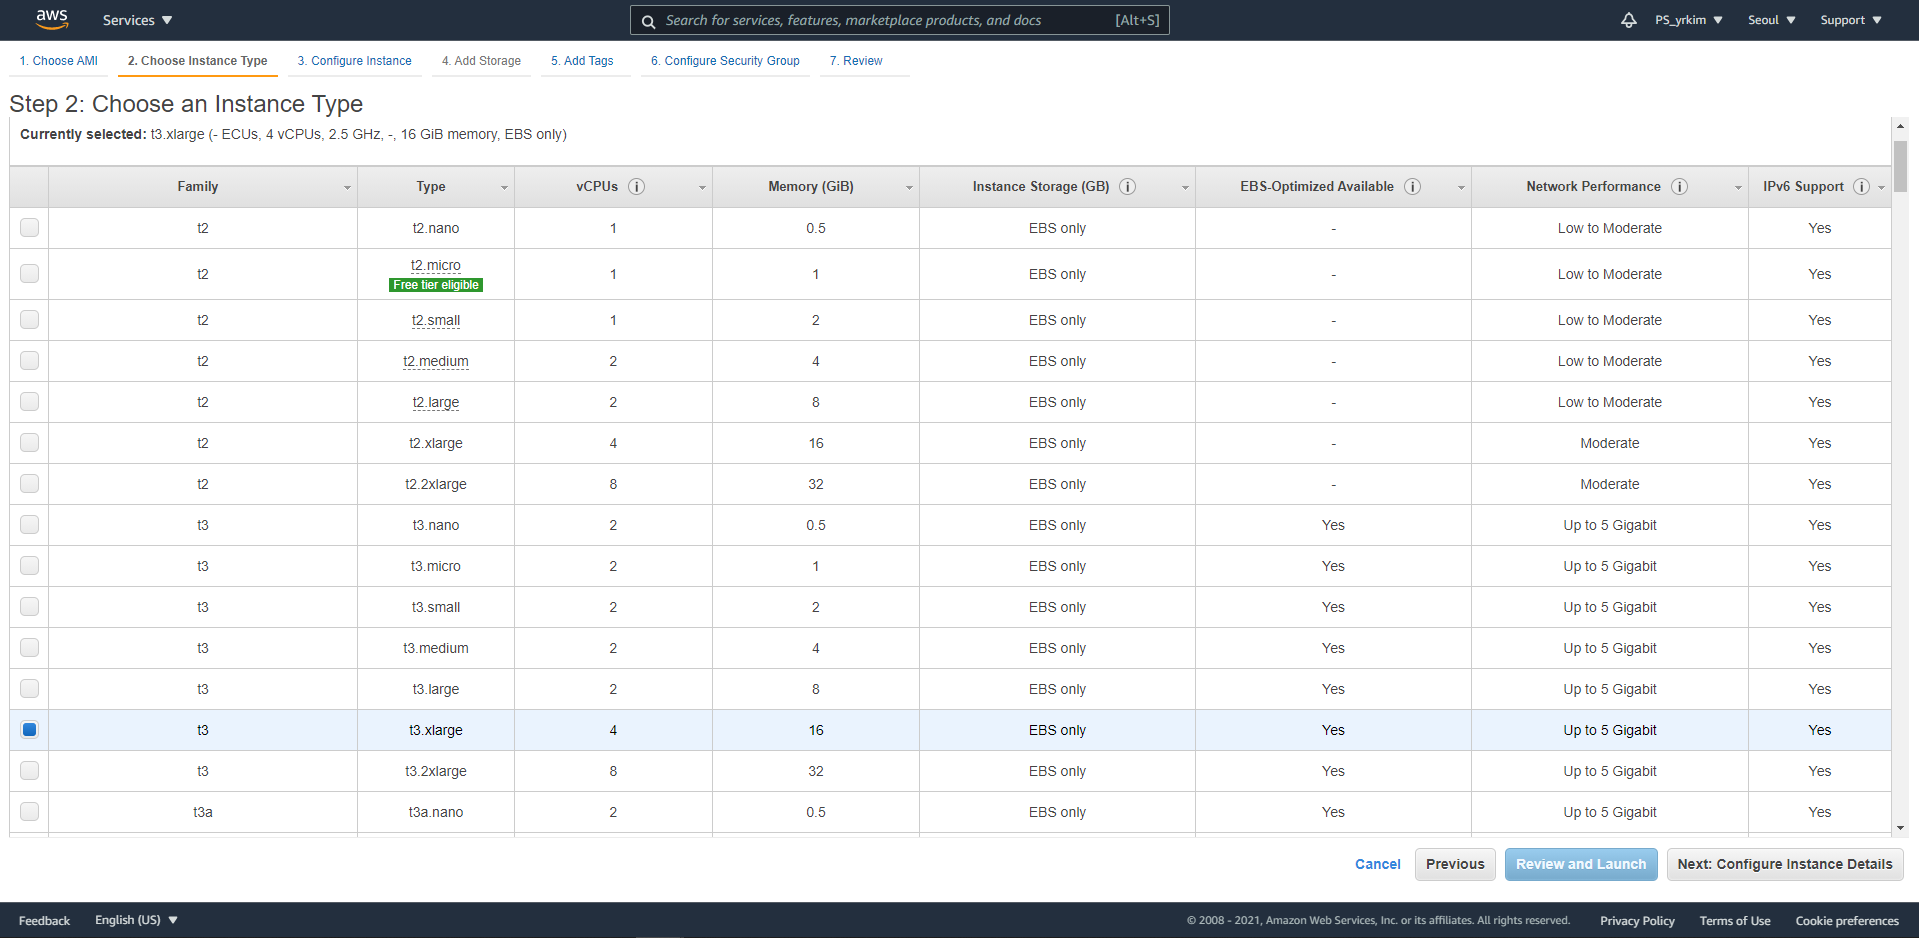 aws Services Search for services, features, marketplace products, and docs [Alt+S] PS_yrkim Seoul Support
1. Choose AMI 2. Choose Instance Type 3. Configure Instance 4. Add Storage 5. Add Tags 6. Configure Security Group 7. Review
Step 2: Choose an Instance Type
Currently selected: t3.xlarge (- ECUs, 4 vCPUs, 2.5 GHz, -, 16 GiB memory, EBS only)
Family Type vCPUs i Memory (GiB) Instance Storage (GB) i EBS-Optimized Available i Network Performance i IPv6 Support i
t2 t2.nano 1 0.5 EBS only - Low to Moderate Yes
t2 t2.micro 1 1 EBS only - Low to Moderate Yes
Free tier eligible
t2 t2.small 1 2 EBS only - Low to Moderate Yes
t2 t2.medium 2 4 EBS only - Low to Moderate Yes
t2 t2.large 2 8 EBS only - Low to Moderate Yes
t2 t2.xlarge 4 16 EBS only - Moderate Yes
t2 t2.2xlarge 8 32 EBS only - Moderate Yes
t3 t3.nano 2 0.5 EBS only Yes Up to 5 Gigabit Yes
t3 t3.micro 2 1 EBS only Yes Up to 5 Gigabit Yes
t3 t3.small 2 2 EBS only Yes Up to 5 Gigabit Yes
t3 t3.medium 2 4 EBS only Yes Up to 5 Gigabit Yes
t3 t3.large 2 8 EBS only Yes Up to 5 Gigabit Yes
t3 t3.xlarge 4 16 EBS only Yes Up to 5 Gigabit Yes
t3 t3.2xlarge 8 32 EBS only Yes Up to 5 Gigabit Yes
t3a t3a.nano 2 0.5 EBS only Yes Up to 5 Gigabit Yes
Cancel Previous Review and Launch Next: Configure Instance Details
Feedback English (US) © 2008 - 2021, Amazon Web Services, Inc. or its affiliates. All rights reserved. Privacy Policy Terms of Use Cookie preferences